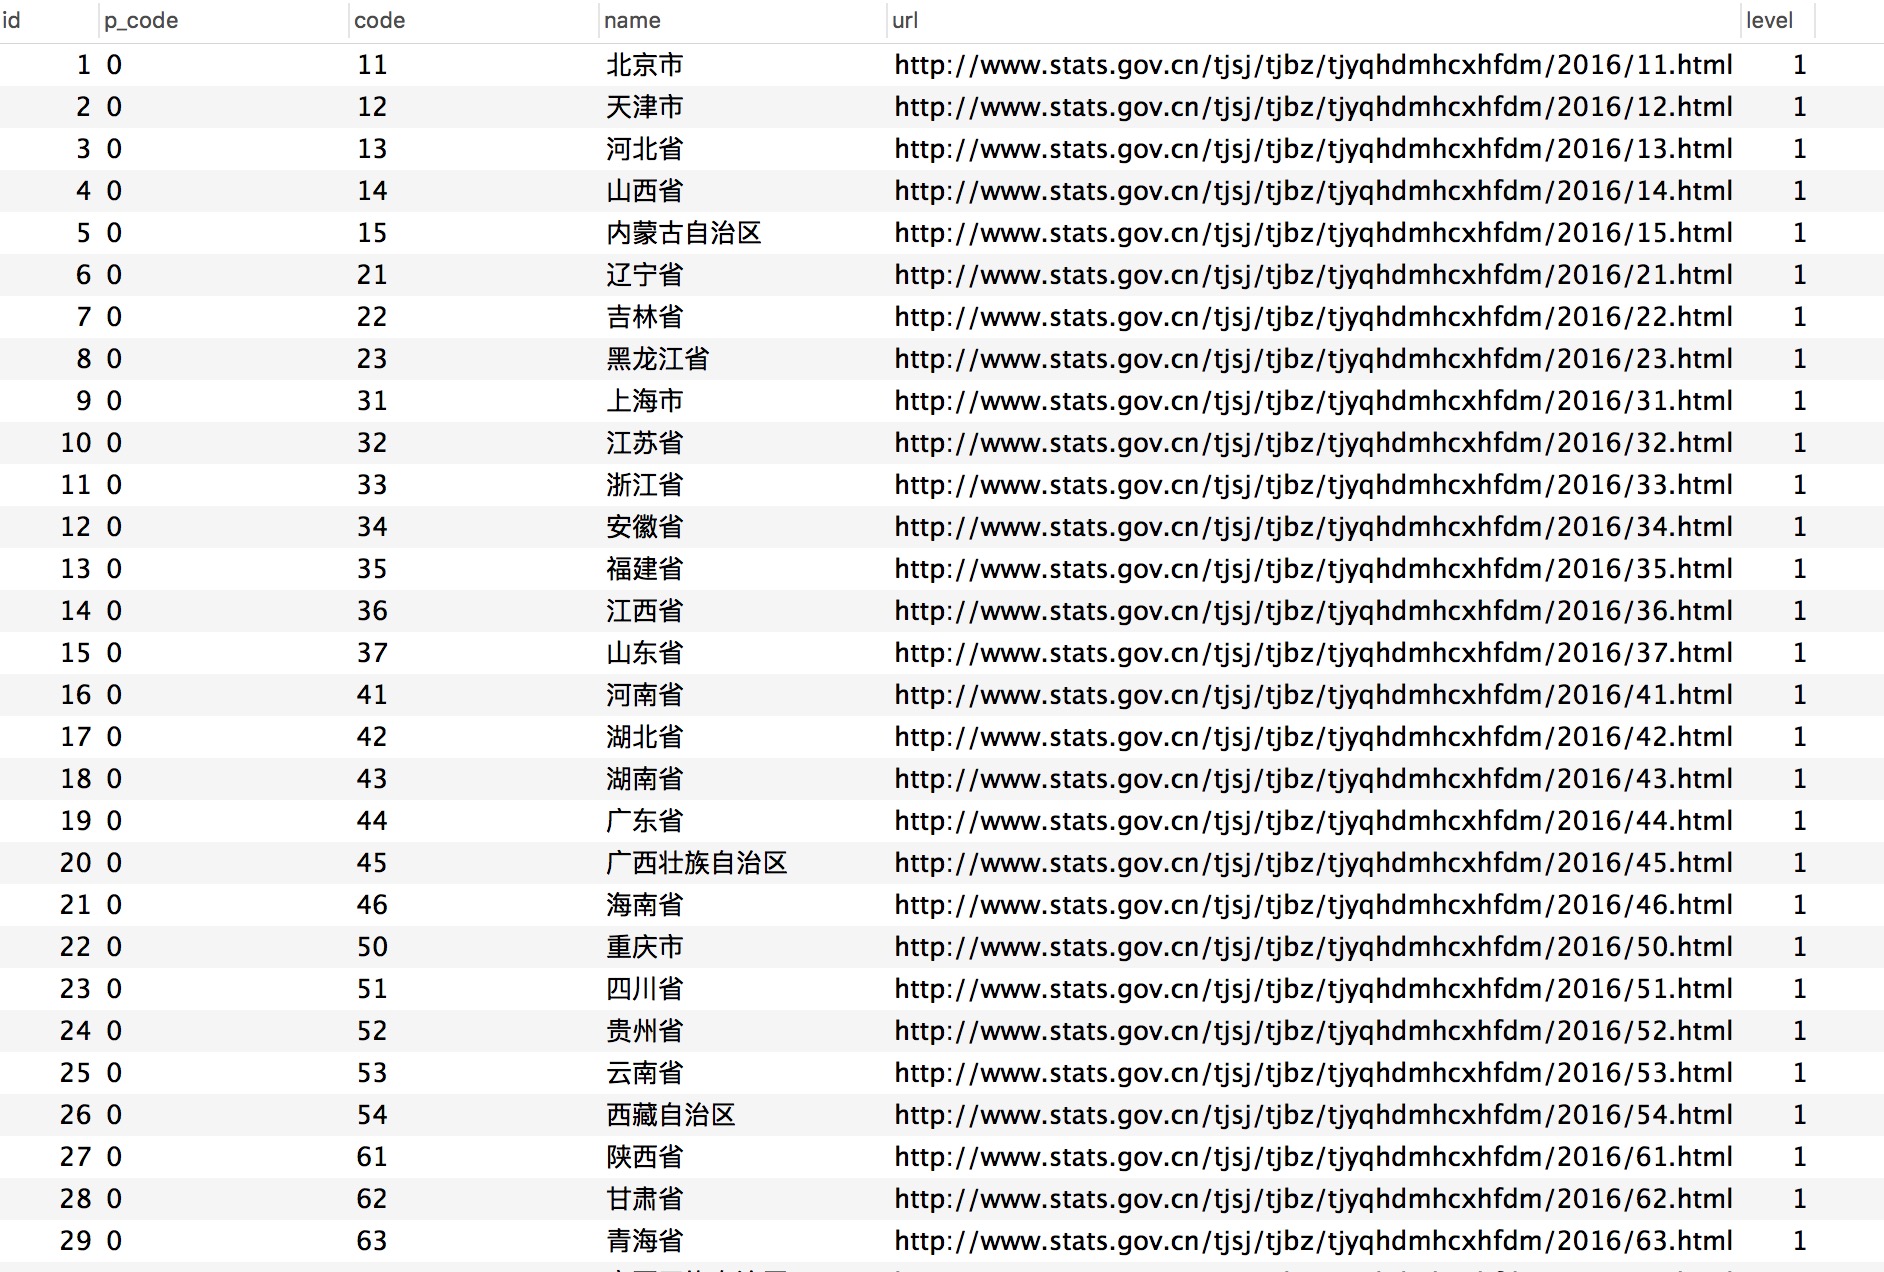 id p_code code name url level
1 0 11 北京市 http://www.stats.gov.cn/tjsj/tjbz/tjyqhdmhcxhfdm/2016/11.html 1
2 0 12 天津市 http://www.stats.gov.cn/tjsj/tjbz/tjyqhdmhcxhfdm/2016/12.html 1
3 0 13 河北省 http://www.stats.gov.cn/tjsj/tjbz/tjyqhdmhcxhfdm/2016/13.html 1
4 0 14 山西省 http://www.stats.gov.cn/tjsj/tjbz/tjyqhdmhcxhfdm/2016/14.html 1
5 0 15 内蒙古自治区 http://www.stats.gov.cn/tjsj/tjbz/tjyqhdmhcxhfdm/2016/15.html 1
6 0 21 辽宁省 http://www.stats.gov.cn/tjsj/tjbz/tjyqhdmhcxhfdm/2016/21.html 1
7 0 22 吉林省 http://www.stats.gov.cn/tjsj/tjbz/tjyqhdmhcxhfdm/2016/22.html 1
8 0 23 黑龙江省 http://www.stats.gov.cn/tjsj/tjbz/tjyqhdmhcxhfdm/2016/23.html 1
9 0 31 上海市 http://www.stats.gov.cn/tjsj/tjbz/tjyqhdmhcxhfdm/2016/31.html 1
10 0 32 江苏省 http://www.stats.gov.cn/tjsj/tjbz/tjyqhdmhcxhfdm/2016/32.html 1
11 0 33 浙江省 http://www.stats.gov.cn/tjsj/tjbz/tjyqhdmhcxhfdm/2016/33.html 1
12 0 34 安徽省 http://www.stats.gov.cn/tjsj/tjbz/tjyqhdmhcxhfdm/2016/34.html 1
13 0 35 福建省 http://www.stats.gov.cn/tjsj/tjbz/tjyqhdmhcxhfdm/2016/35.html 1
14 0 36 江西省 http://www.stats.gov.cn/tjsj/tjbz/tjyqhdmhcxhfdm/2016/36.html 1
15 0 37 山东省 http://www.stats.gov.cn/tjsj/tjbz/tjyqhdmhcxhfdm/2016/37.html 1
16 0 41 河南省 http://www.stats.gov.cn/tjsj/tjbz/tjyqhdmhcxhfdm/2016/41.html 1
17 0 42 湖北省 http://www.stats.gov.cn/tjsj/tjbz/tjyqhdmhcxhfdm/2016/42.html 1
18 0 43 湖南省 http://www.stats.gov.cn/tjsj/tjbz/tjyqhdmhcxhfdm/2016/43.html 1
19 0 44 广东省 http://www.stats.gov.cn/tjsj/tjbz/tjyqhdmhcxhfdm/2016/44.html 1
20 0 45 广西壮族自治区 http://www.stats.gov.cn/tjsj/tjbz/tjyqhdmhcxhfdm/2016/45.html 1
21 0 46 海南省 http://www.stats.gov.cn/tjsj/tjbz/tjyqhdmhcxhfdm/2016/46.html 1
22 0 50 重庆市 http://www.stats.gov.cn/tjsj/tjbz/tjyqhdmhcxhfdm/2016/50.html 1
23 0 51 四川省 http://www.stats.gov.cn/tjsj/tjbz/tjyqhdmhcxhfdm/2016/51.html 1
24 0 52 贵州省 http://www.stats.gov.cn/tjsj/tjbz/tjyqhdmhcxhfdm/2016/52.html 1
25 0 53 云南省 http://www.stats.gov.cn/tjsj/tjbz/tjyqhdmhcxhfdm/2016/53.html 1
26 0 54 西藏自治区 http://www.stats.gov.cn/tjsj/tjbz/tjyqhdmhcxhfdm/2016/54.html 1
27 0 61 陕西省 http://www.stats.gov.cn/tjsj/tjbz/tjyqhdmhcxhfdm/2016/61.html 1
28 0 62 甘肃省 http://www.stats.gov.cn/tjsj/tjbz/tjyqhdmhcxhfdm/2016/62.html 1
29 0 63 青海省 http://www.stats.gov.cn/tjsj/tjbz/tjyqhdmhcxhfdm/2016/63.html 1